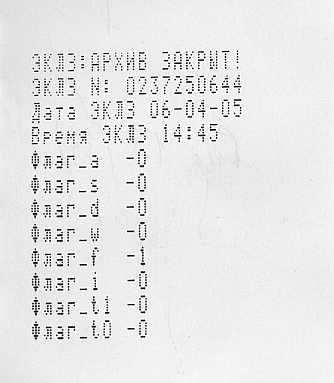 ЭКЛЗ:АРХИВ ЗАКРЫТ!
ЭКЛЗ N: 0237250644
Дата ЭКЛЗ 06-04-05
Время ЭКЛЗ 14:45
Флаг_a -0
Флаг_s -0
Флаг_d -0
Флаг_w -0
Флаг_f -1
Флаг_i -0
Флаг_t1 -0
Флаг_t0 -0